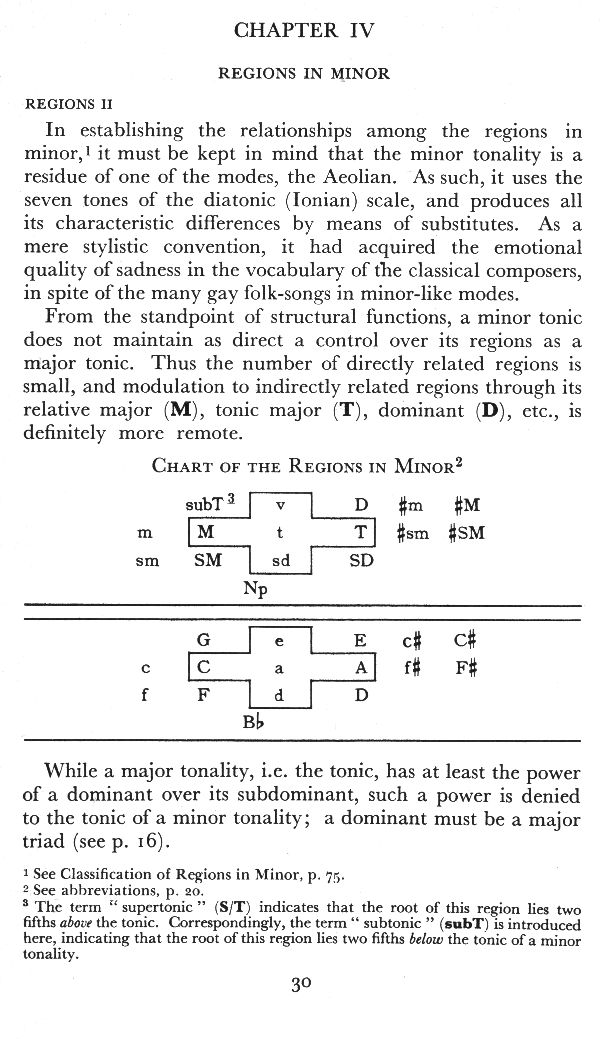 CHAPTER IV
REGIONS IN MINOR
REGIONS II
In establishing the relationships among the regions in
minor,¹ it must be kept in mind that the minor tonality is a
residue of one of the modes, the Aeolian. As such, it uses the
seven tones of the diatonic (Ionian) scale, and produces all
its characteristic differences by means of substitutes. As a
mere stylistic convention, it had acquired the emotional
quality of sadness in the vocabulary of the classical composers,
in spite of the many gay folk-songs in minor-like modes.
From the standpoint of structural functions, a minor tonic
does not maintain as direct a control over its regions as a
major tonic. Thus the number of directly related regions is
small, and modulation to indirectly related regions through its
relative major (M), tonic major (T), dominant (D), etc., is
definitely more remote.
CHART OF THE REGIONS IN MINOR²
subT³ v D ♯m ♯M
m M t T ♯sm ♯SM
sm SM sd SD
Np
G e E c♯ C♯
c C a A f♯ F♯
f F d D
B♭
While a major tonality, i.e. the tonic, has at least the power
of a dominant over its subdominant, such a power is denied
to the tonic of a minor tonality; a dominant must be a major
triad (see p. 16).
¹ See Classification of Regions in Minor, p. 75.
² See abbreviations, p. 20.
³ The term “ supertonic ” (S/T) indicates that the root of this region lies two
fifths above the tonic. Correspondingly, the term “ subtonic ” (subT) is introduced
here, indicating that the root of this region lies two fifths below the tonic of a minor
tonality.
30